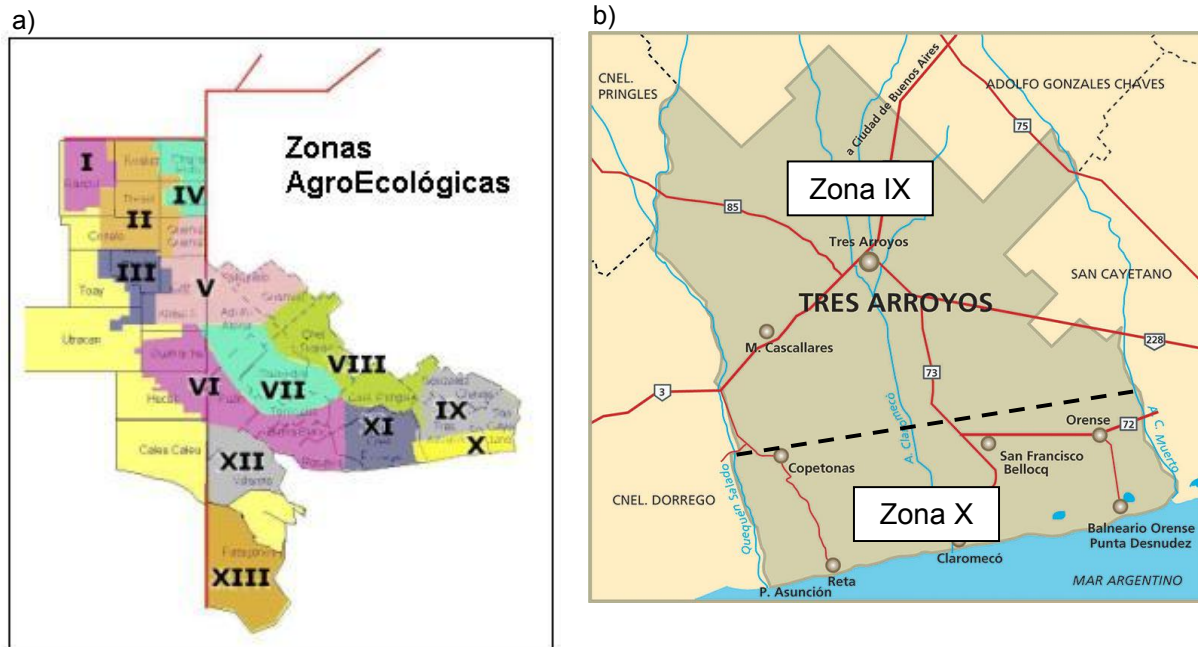 a)
Zonas
AgroEcológicas
I
II
III
IV
V
VI
VII
VIII
IX
X
XI
XII
XIII
Toay
Utracan
Caleu Caleu
b)
CNEL.
PRINGLES
a Ciudad de Buenos Aires
ADOLFO GONZALES CHAVES
75
Zona IX
85
Tres Arroyos
SAN CAYETANO
TRES ARROYOS
M. Cascallares
228
73
3
A. Claromecó
Orense
72
A. C. Muerto
San Francisco
Bellocq
Copetonas
Quequén Salado
CNEL. DORREGO
Zona X
Balneario Orense
Punta Desnudez
Claromecó
Reta
MAR ARGENTINO
P. Asunción